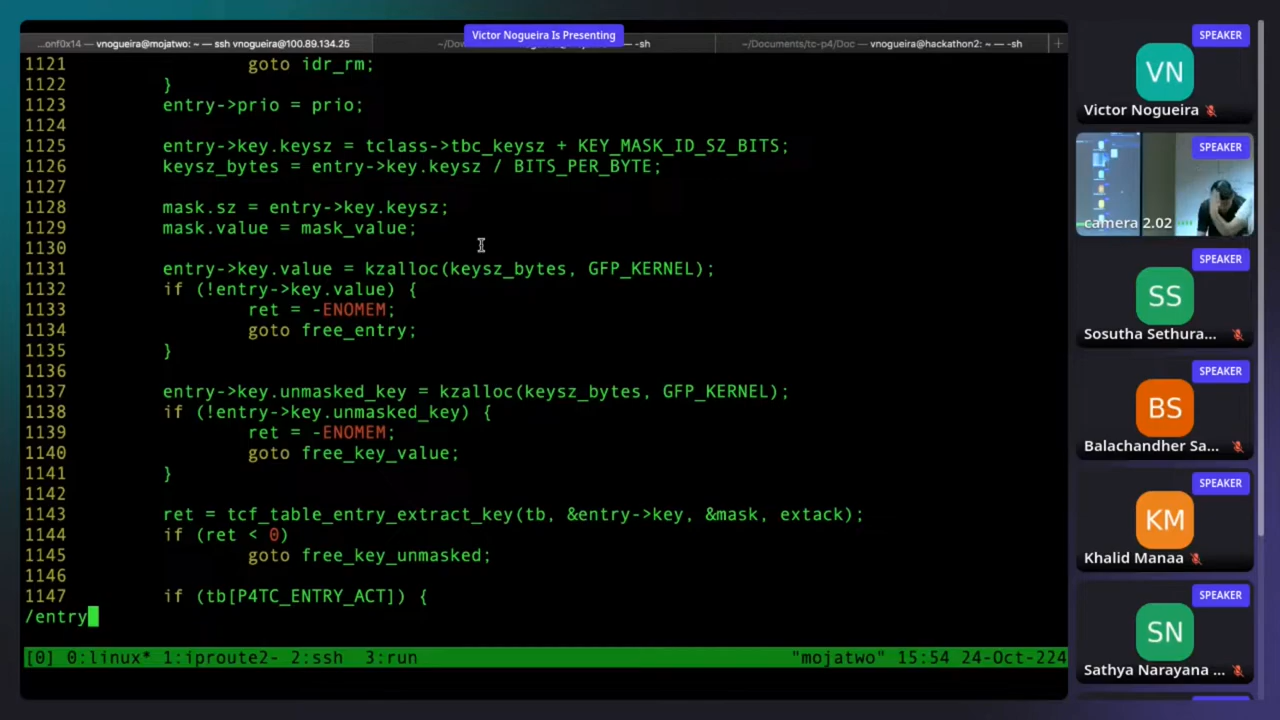 Victor Nogueira Is Presenting
...onf0x14 — vnogueira@mojatwo: ~ — ssh vnogueira@100.89.134.25
~/Dow
-sh
~/Documents/tc-p4/Doc — vnogueira@hackathon2: ~ — -sh
1121 goto idr_rm;
1122 }
1123 entry->prio = prio;
1124
1125 entry->key.keysz = tclass->tbc_keysz + KEY_MASK_ID_SZ_BITS;
1126 keysz_bytes = entry->key.keysz / BITS_PER_BYTE;
1127
1128 mask.sz = entry->key.keysz;
1129 mask.value = mask_value;
1130
1131 entry->key.value = kzalloc(keysz_bytes, GFP_KERNEL);
1132 if (!entry->key.value) {
1133 ret = -ENOMEM;
1134 goto free_entry;
1135 }
1136
1137 entry->key.unmasked_key = kzalloc(keysz_bytes, GFP_KERNEL);
1138 if (!entry->key.unmasked_key) {
1139 ret = -ENOMEM;
1140 goto free_key_value;
1141 }
1142
1143 ret = tcf_table_entry_extract_key(tb, &entry->key, &mask, extack);
1144 if (ret < 0)
1145 goto free_key_unmasked;
1146
1147 if (tb[P4TC_ENTRY_ACT]) {
/entry
[0] 0:linux* 1:iproute2- 2:ssh 3:run "mojatwo" 15:54 24-Oct-224
SPEAKER
VN
Victor Nogueira
SPEAKER
camera 2.02
SPEAKER
SS
Sosutha Sethura...
SPEAKER
BS
Balachandher Sa...
SPEAKER
KM
Khalid Manaa
SPEAKER
SN
Sathya Narayana ...